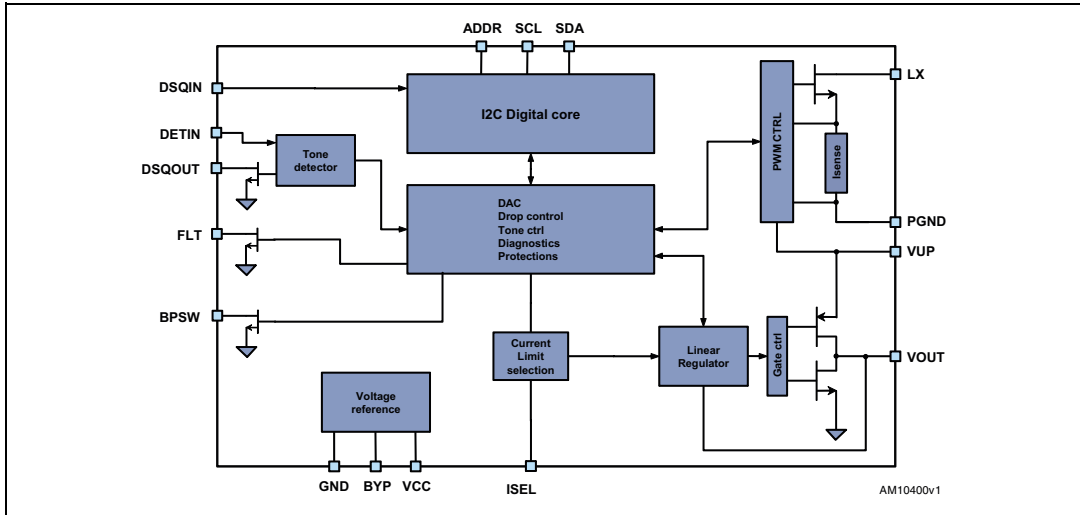 ADDR SCL SDA
DSQIN
LX
I2C Digital core
DETIN
Tone
detector
DSQOUT
PWM CTRL
Isense
DAC
Drop control
Tone ctrl
Diagnostics
Protections
PGND
FLT
VUP
BPSW
Current
Limit
selection
Linear
Regulator
Gate ctrl
VOUT
Voltage
reference
GND BYP VCC
ISEL
AM10400v1